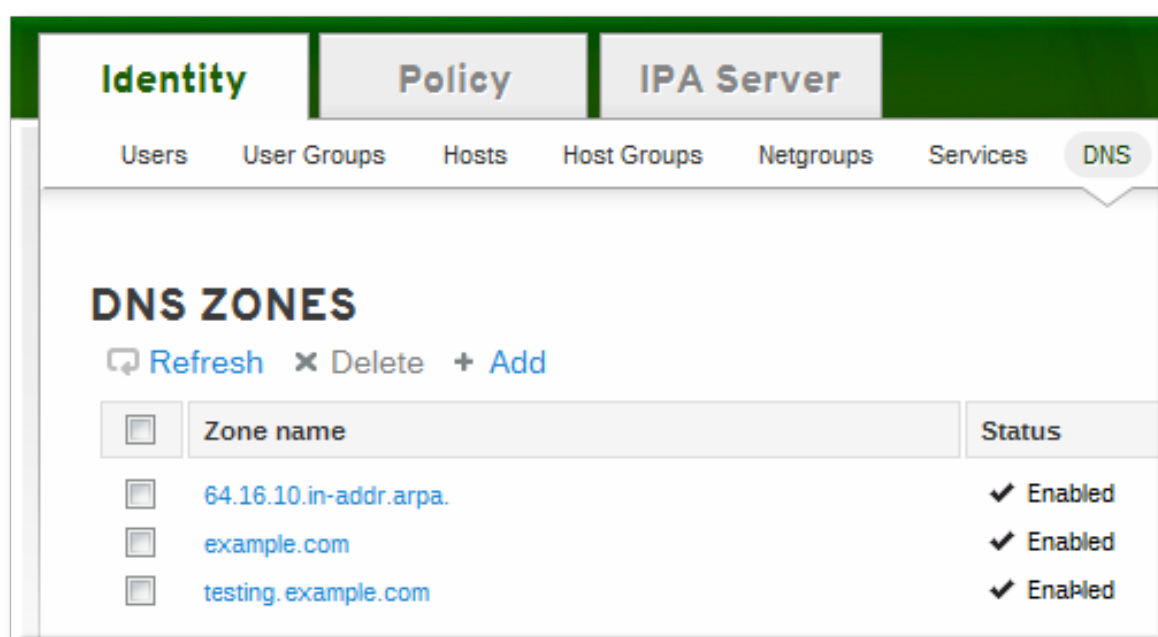 Identity Policy IPA Server
Users User Groups Hosts Host Groups Netgroups Services DNS
DNS ZONES
Refresh Delete + Add
Zone name Status
64.16.10.in-addr.arpa. Enabled
example.com Enabled
testing.example.com Enabled